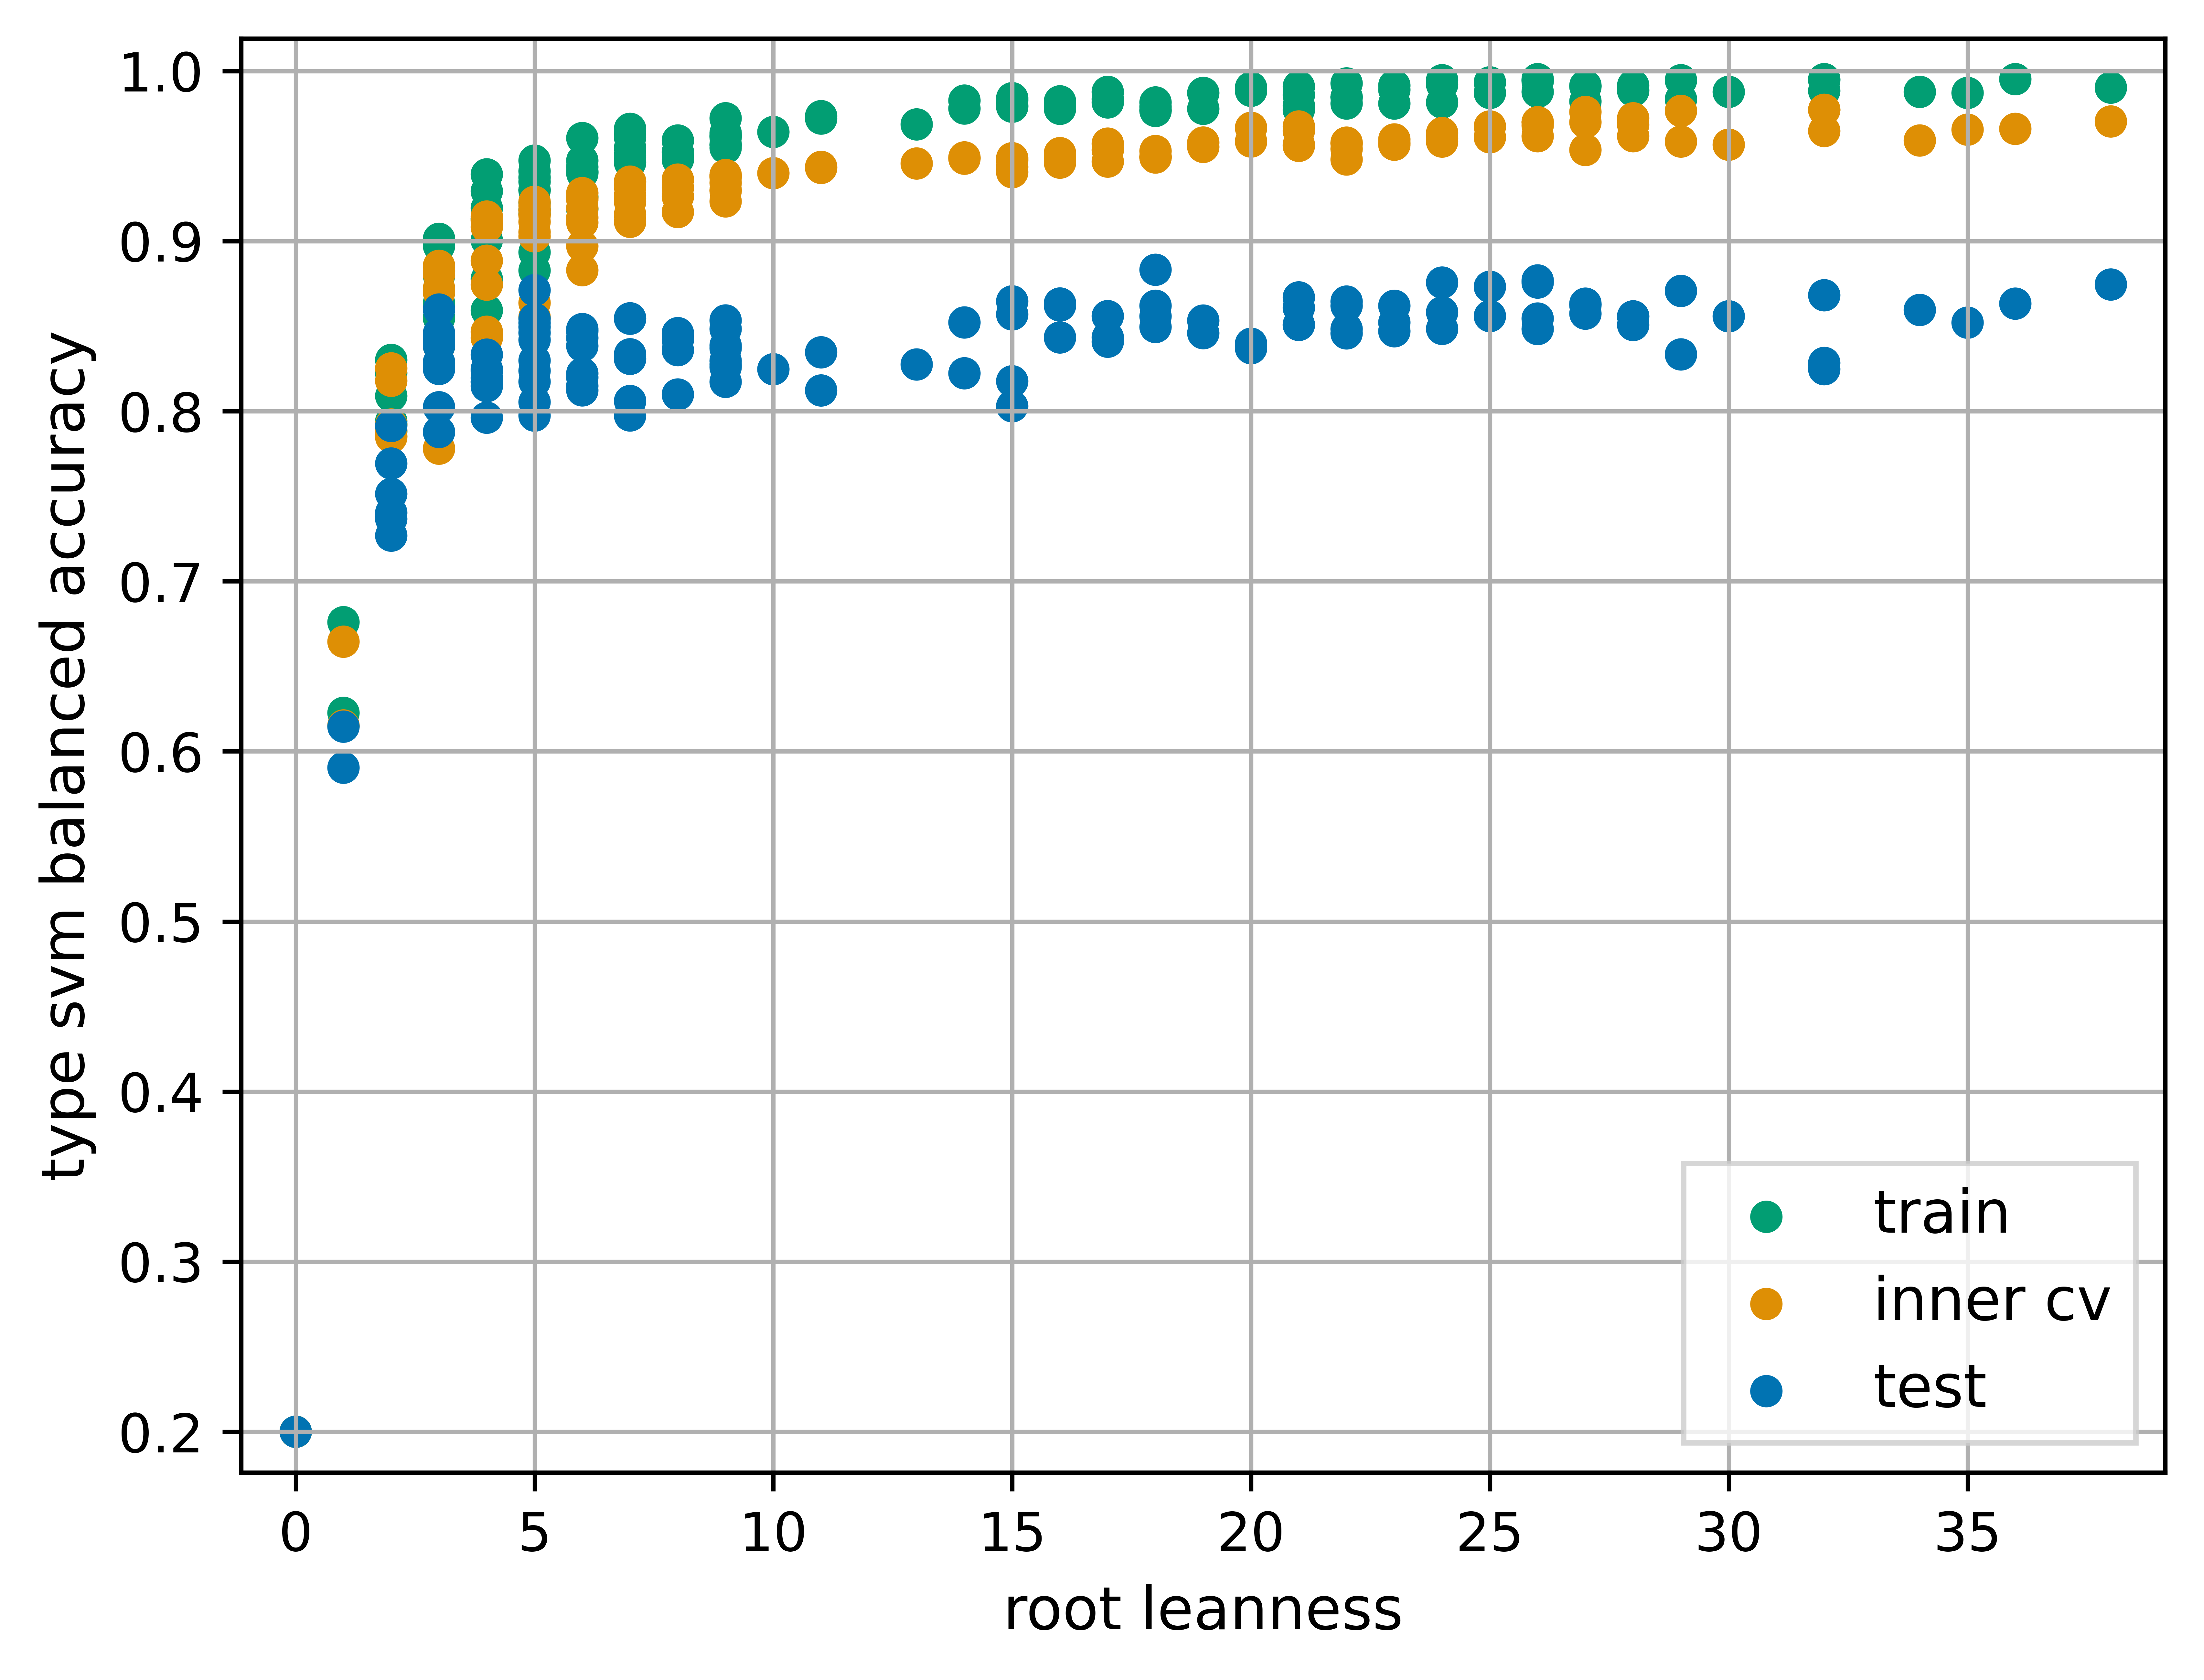 1.0
0.9
0.8
0.7
0.6
0.5
0.4
0.3
0.2
type svm balanced accuracy
train
inner cv
test
0 5 10 15 20 25 30 35
root leanness